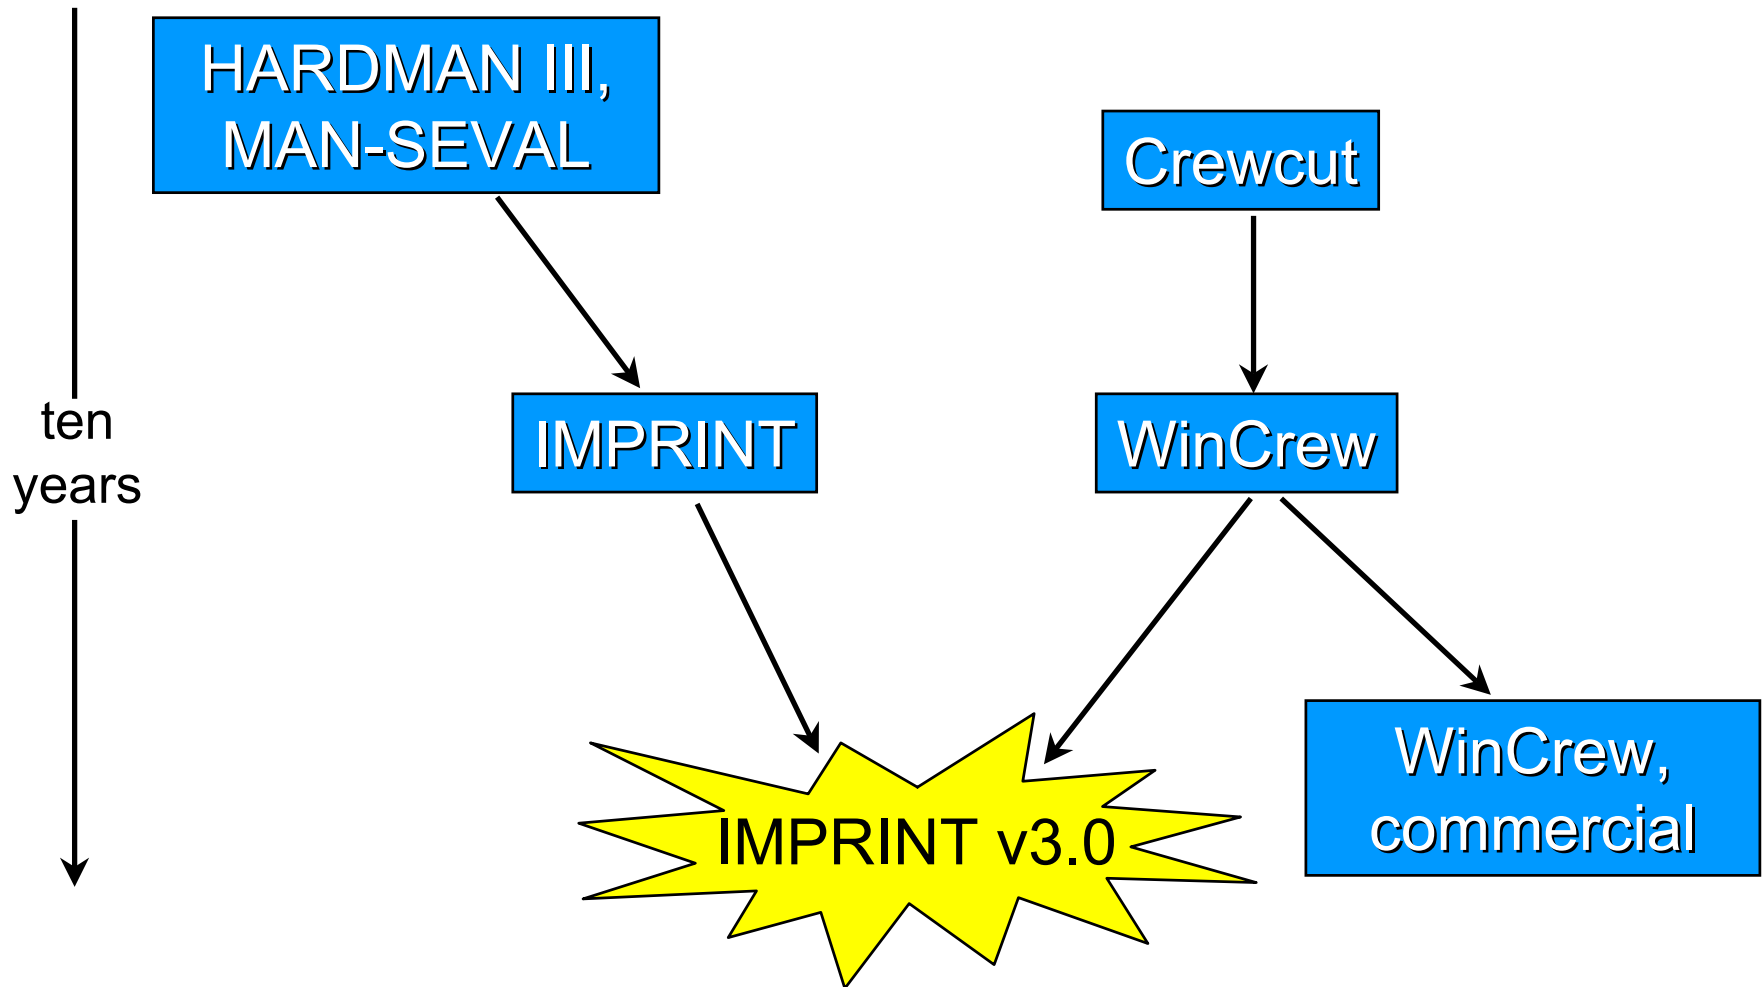 HARDMAN III,
MAN-SEVAL
Crewcut
ten
years
IMPRINT
WinCrew
WinCrew,
commercial
IMPRINT v3.0